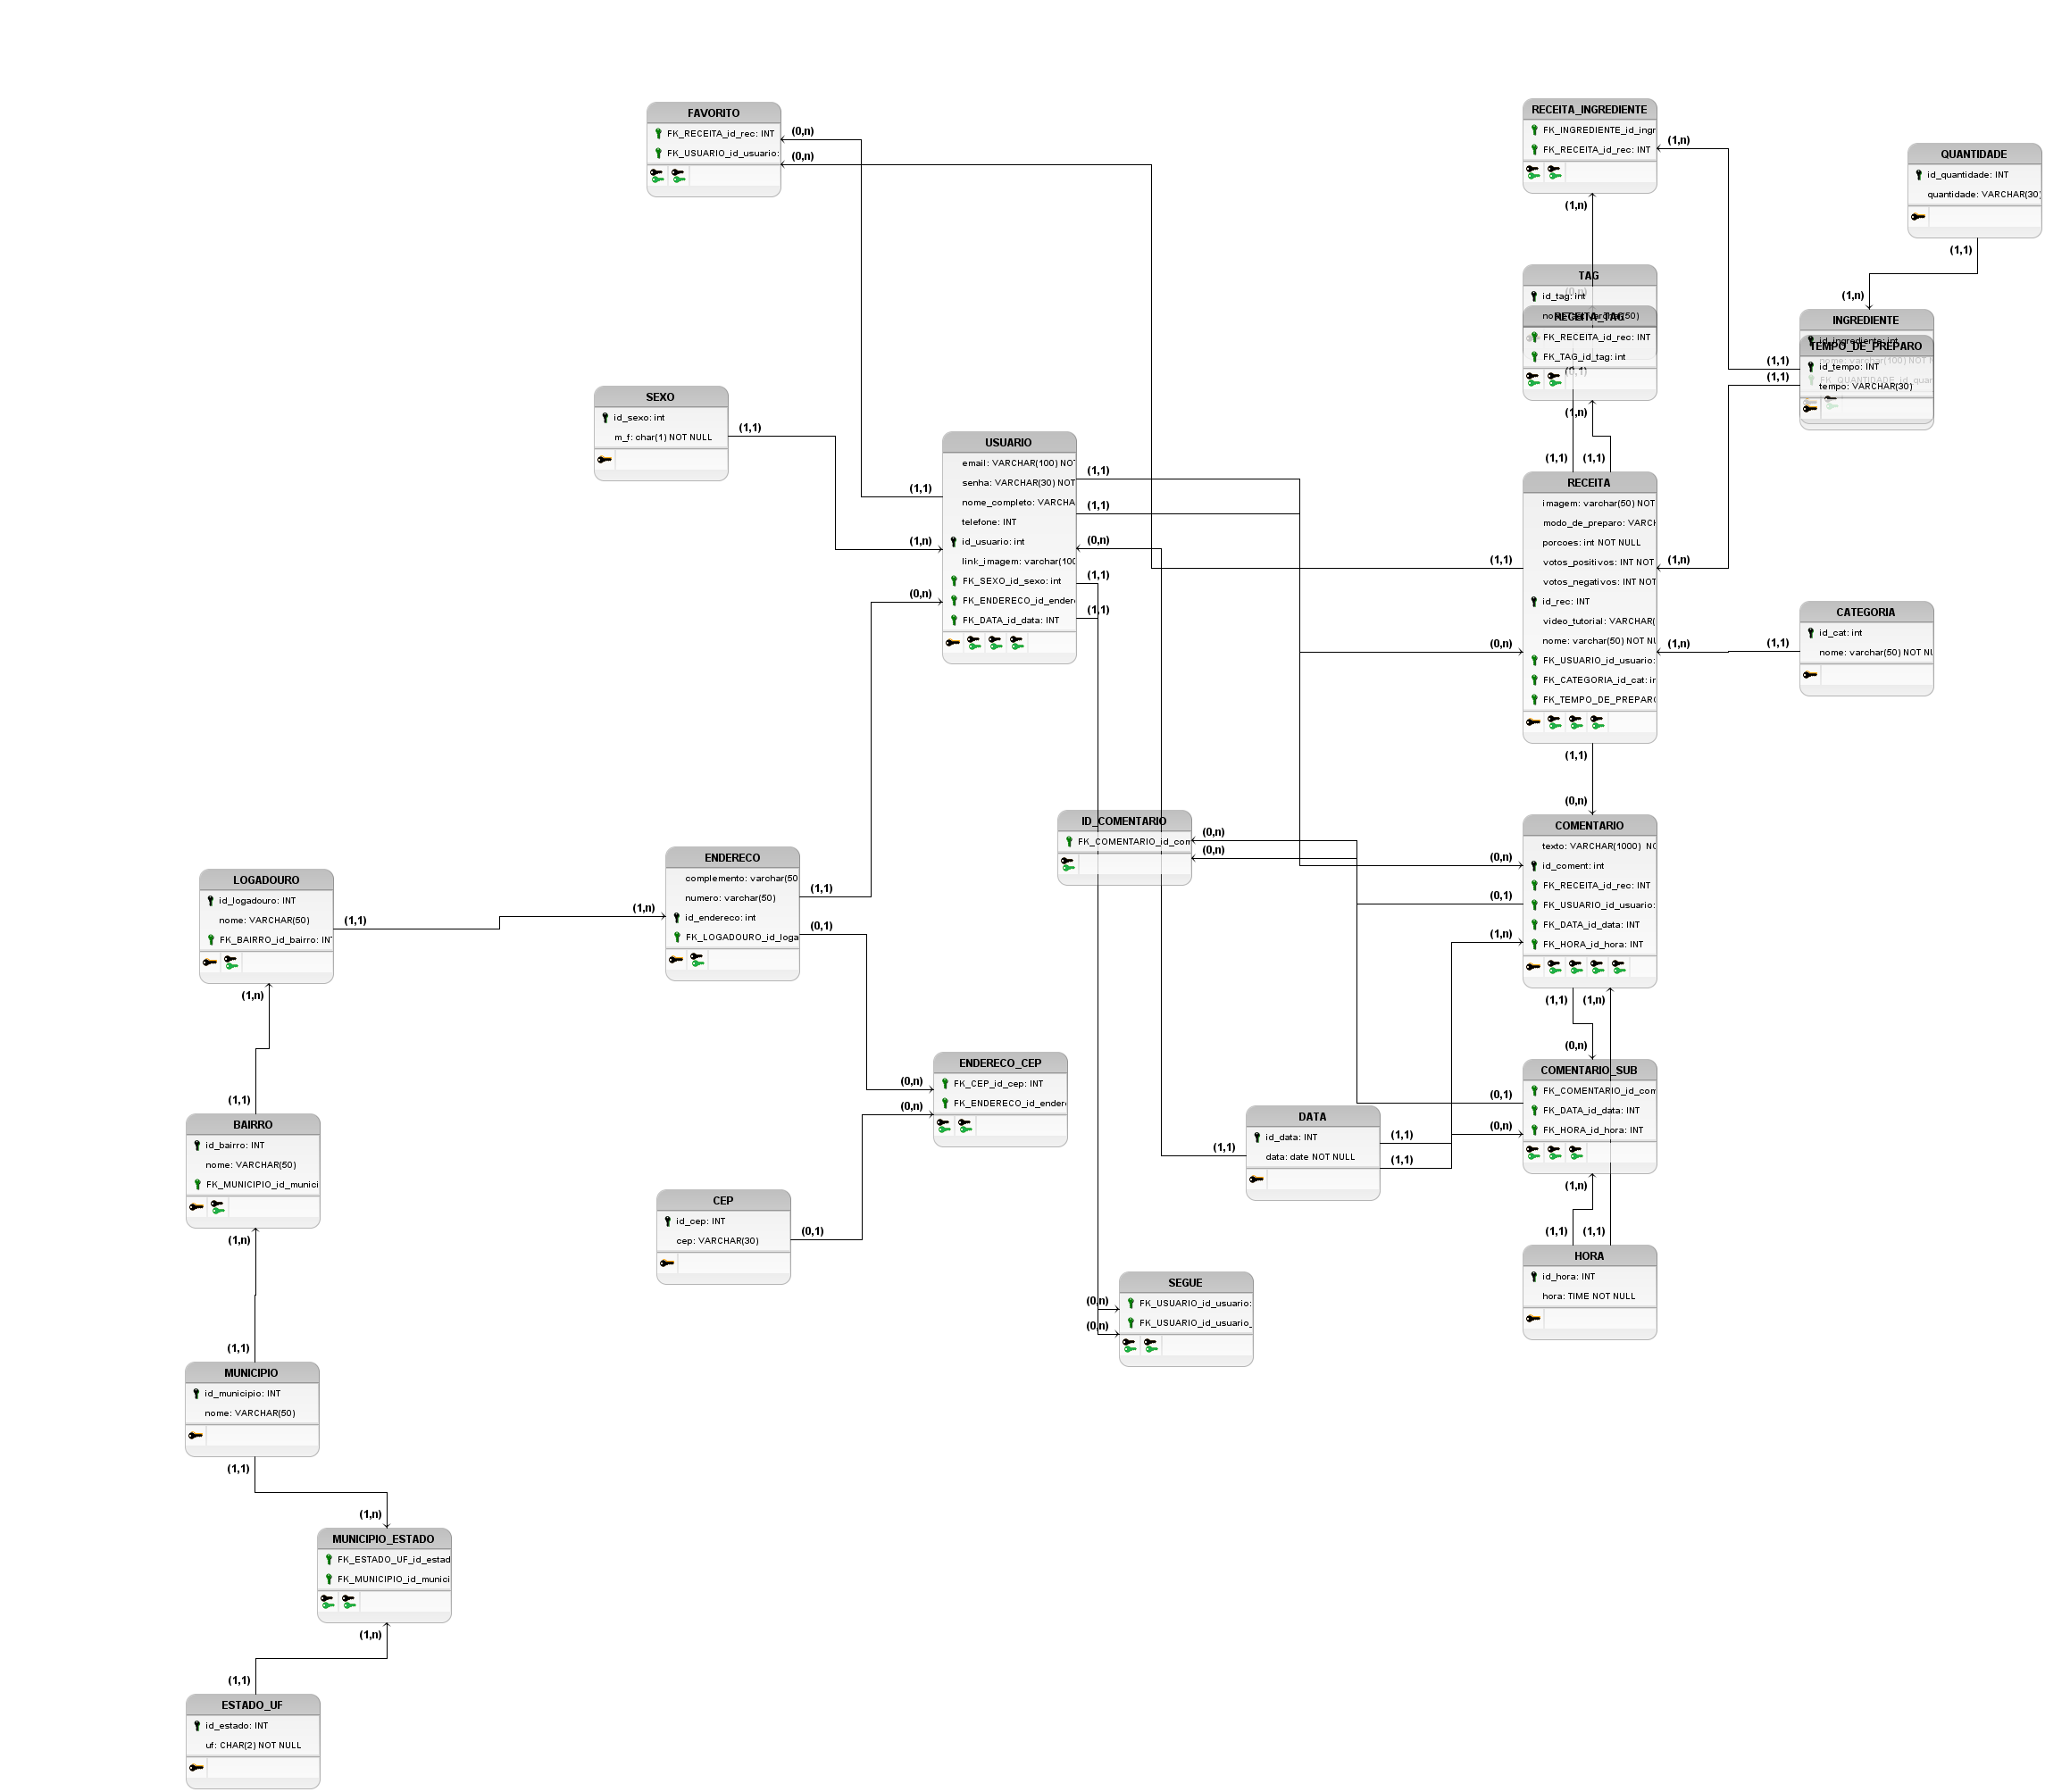 FAVORITO
FK_RECEITA_id_rec: INT
FK_USUARIO_id_usuario:
(0,n)
(0,n)
RECEITA_INGREDIENTE
FK_INGREDIENTE_id_ingr
FK_RECEITA_id_rec: INT
(1,n)
(1,n)
QUANTIDADE
id_quantidade: INT
quantidade: VARCHAR(30)
(1,1)
(1,n)
TAG
id_tag: int
(0,n)
RECEITA_TAG
FK_RECEITA_id_rec: INT
FK_TAG_id_tag: int
(0,1)
(1,n)
(1,1)
(1,1)
INGREDIENTE
id_ingrediente: int
TEMPO_DE_PREPARO
id_tempo: INT
tempo: VARCHAR(30)
(1,1)
(1,1)
SEXO
id_sexo: int
m_f: char(1) NOT NULL
(1,1)
USUARIO
email: VARCHAR(100) NOT
senha: VARCHAR(30) NOT
nome_completo: VARCHA
telefone: INT
id_usuario: int
link_imagem: varchar(100
FK_SEXO_id_sexo: int
FK_ENDERECO_id_ender
FK_DATA_id_data: INT
(1,1)
(1,n)
(0,n)
(1,1)
(1,1)
(0,n)
(1,1)
(1,1)
RECEITA
imagem: varchar(50) NOT
modo_de_preparo: VARCH
porcoes: int NOT NULL
votos_positivos: INT NOT
votos_negativos: INT NOT
id_rec: INT
video_tutorial: VARCHAR(
nome: varchar(50) NOT NU
FK_USUARIO_id_usuario:
FK_CATEGORIA_id_cat: in
FK_TEMPO_DE_PREPARO
(1,1)
(0,n)
(1,n)
(1,n)
(1,1)
CATEGORIA
id_cat: int
nome: varchar(50) NOT NU
(1,1)
(0,n)
ID_COMENTARIO
FK_COMENTARIO_id_com
(0,n)
(0,n)
COMENTARIO
texto: VARCHAR(1000) NO
id_coment: int
FK_RECEITA_id_rec: INT
FK_USUARIO_id_usuario:
FK_DATA_id_data: INT
FK_HORA_id_hora: INT
(0,n)
(0,1)
(1,n)
(1,1)
(1,n)
(0,n)
ENDERECO
complemento: varchar(50
numero: varchar(50)
id_endereco: int
FK_LOGADOURO_id_loga
(1,n)
(1,1)
(0,1)
LOGADOURO
id_logadouro: INT
nome: VARCHAR(50)
FK_BAIRRO_id_bairro: INT
(1,1)
(1,n)
(1,1)
ENDERECO_CEP
FK_CEP_id_cep: INT
FK_ENDERECO_id_ender
(0,n)
(0,n)
COMENTARIO_SUB
FK_COMENTARIO_id_com
FK_DATA_id_data: INT
FK_HORA_id_hora: INT
(0,1)
(0,n)
(1,n)
(1,1)
(1,1)
DATA
id_data: INT
data: date NOT NULL
(1,1)
(1,1)
(1,1)
BAIRRO
id_bairro: INT
nome: VARCHAR(50)
FK_MUNICIPIO_id_munici
(1,n)
(1,1)
CEP
id_cep: INT
cep: VARCHAR(30)
(0,1)
SEGUE
FK_USUARIO_id_usuario:
FK_USUARIO_id_usuario_
(0,n)
(0,n)
HORA
id_hora: INT
hora: TIME NOT NULL
MUNICIPIO
id_municipio: INT
nome: VARCHAR(50)
(1,1)
(1,n)
MUNICIPIO_ESTADO
FK_ESTADO_UF_id_estad
FK_MUNICIPIO_id_munici
(1,n)
(1,1)
ESTADO_UF
id_estado: INT
uf: CHAR(2) NOT NULL